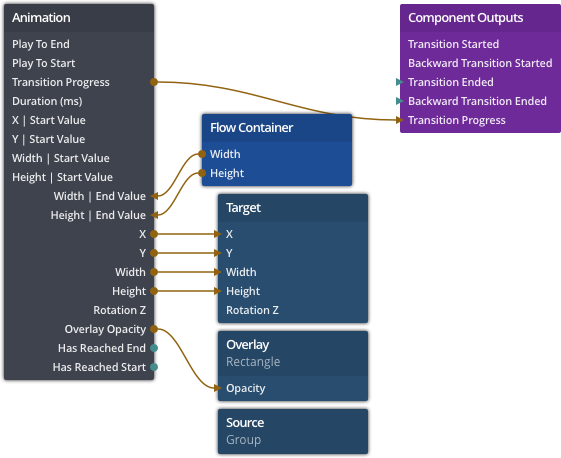 Animation
Play To End
Play To Start
Transition Progress
Duration (ms)
X | Start Value
Y | Start Value
Width | Start Value
Height | Start Value
Width | End Value
Height | End Value
X
Y
Width
Height
Rotation Z
Overlay Opacity
Has Reached End
Has Reached Start
Flow Container
Width
Height
Target
X
Y
Width
Height
Rotation Z
Overlay
Rectangle
Opacity
Source
Group
Component Outputs
Transition Started
Backward Transition Started
Transition Ended
Backward Transition Ended
Transition Progress